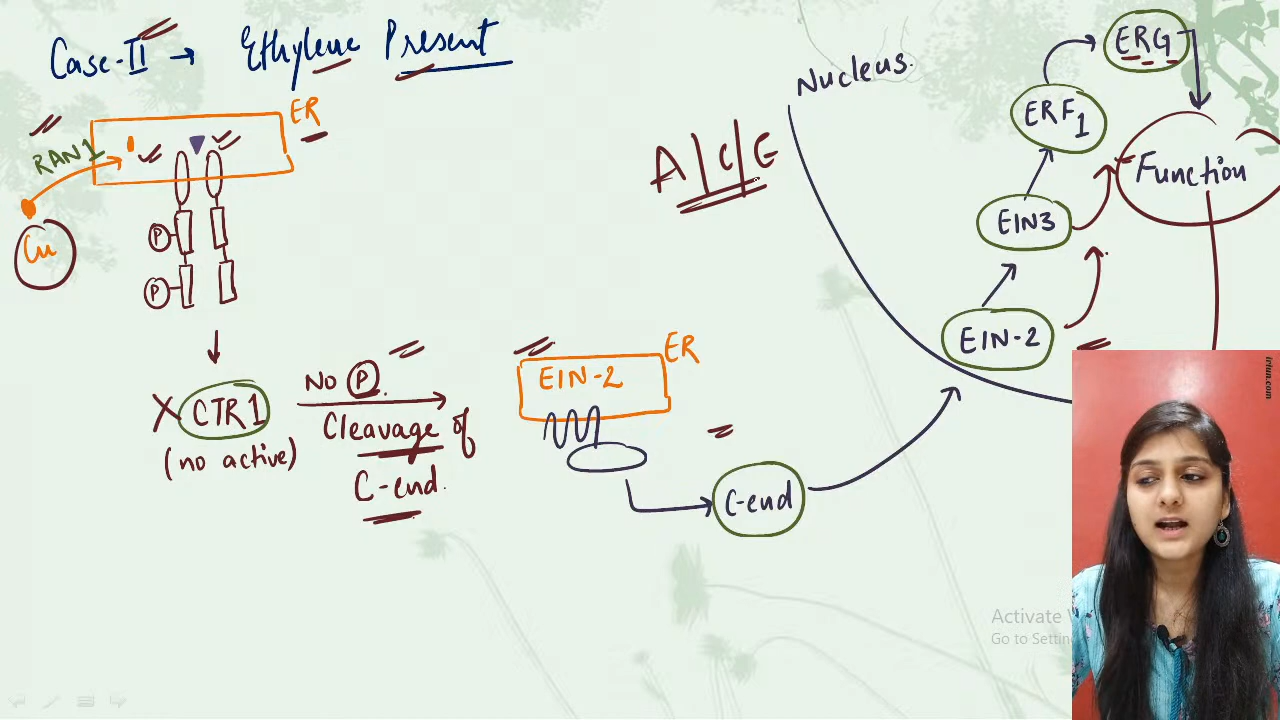 Case-II → Ethylene Present
ER
RAN1
Cu
P
P
X CTR1
(no active)
No P
Cleavage of
C-end.
EIN-2
ER
C-end
A/C/E
Nucleus.
ERG
ERF1
Function
EIN3
EIN-2
Activate
Go to Settin